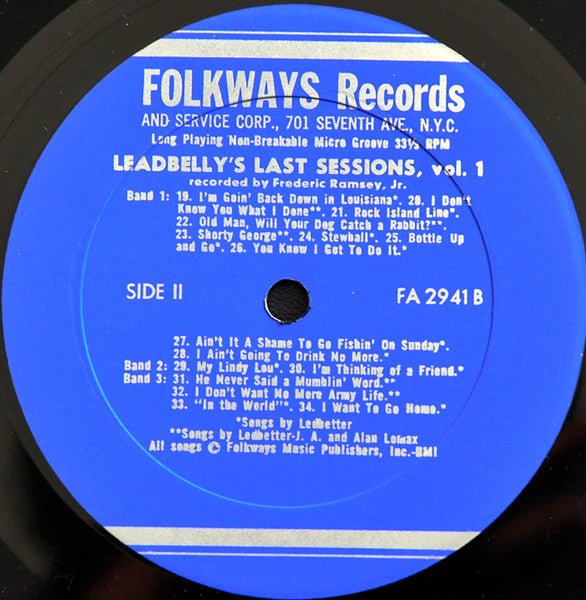 FOLKWAYS Records
AND SERVICE CORP., 701 SEVENTH AVE., N.Y.C.
Long Playing Non-Breakable Micro Groove 33⅓ RPM
LEADBELLY'S LAST SESSIONS, vol. 1
recorded by Frederic Ramsey, Jr.
Band 1: 19. I'm Goin' Back Down in Louisiana*. 20. I Don't
Know You What I Done**. 21. Rock Island Line*.
22. Old Man, Will Your Dog Catch a Rabbit?**.
23. Shorty George**. 24. Stewball*. 25. Bottle Up
and Go*. 26. You Know I Got To Do It.*
SIDE II FA 2941 B
27. Ain't It A Shame To Go Fishin' On Sunday*.
28. I Ain't Going To Drink No More.*
Band 2: 29. My Lindy Lou*. 30. I'm Thinking of a Friend.*
Band 3: 31. He Never Said a Mumblin' Word.**
32. I Don't Want No More Army Life.**
33. "In the World"*. 34. I Want To Go Home.*
*Songs by Ledbetter
**Songs by Ledbetter-J. A. and Alan Lomax
All songs © Folkways Music Publishers, Inc.-BMI